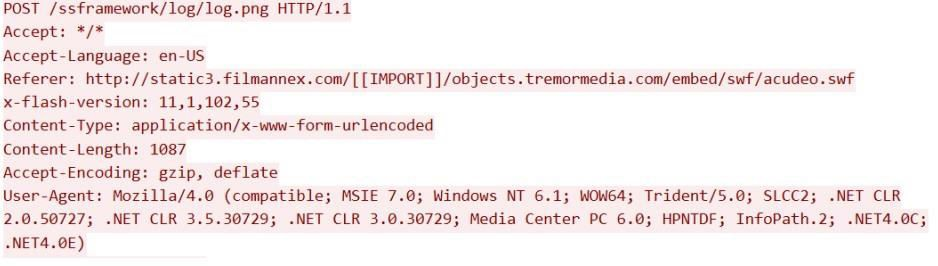 POST /ssframework/log/log.png HTTP/1.1
Accept: */*
Accept-Language: en-US
Referer: http://static3.filmannex.com/[[IMPORT]]/objects.tremormedia.com/embed/swf/acudeo.swf
x-flash-version: 11,1,102,55
Content-Type: application/x-www-form-urlencoded
Content-Length: 1087
Accept-Encoding: gzip, deflate
User-Agent: Mozilla/4.0 (compatible; MSIE 7.0; Windows NT 6.1; WOW64; Trident/5.0; SLCC2; .NET CLR
2.0.50727; .NET CLR 3.5.30729; .NET CLR 3.0.30729; Media Center PC 6.0; HPNTDF; InfoPath.2; .NET4.0C;
.NET4.0E)